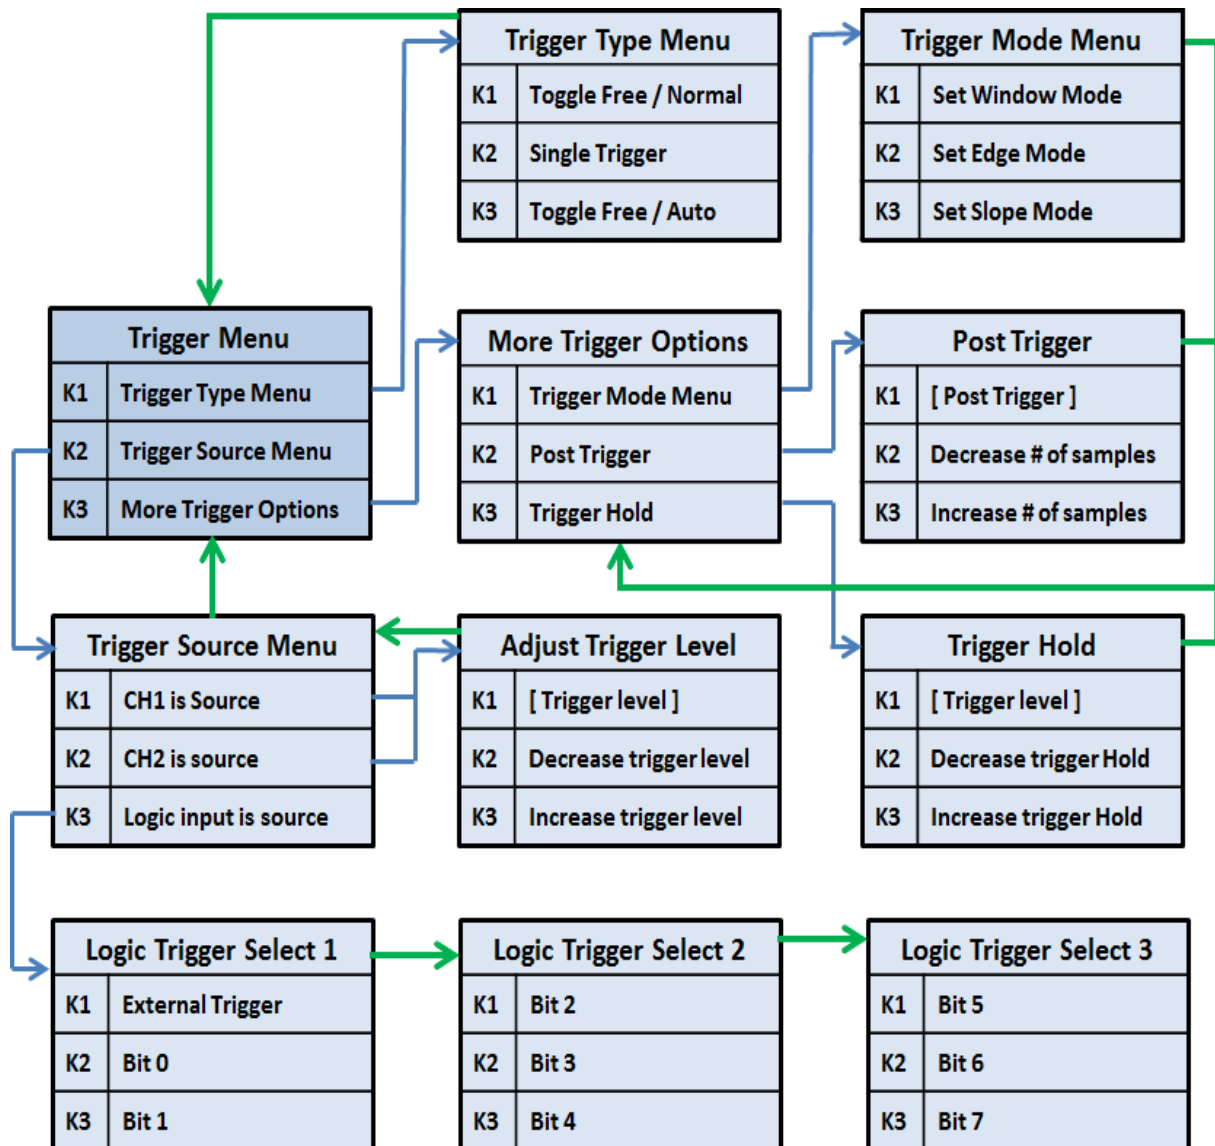 Trigger Type Menu
K1 Toggle Free / Normal
K2 Single Trigger
K3 Toggle Free / Auto
Trigger Mode Menu
K1 Set Window Mode
K2 Set Edge Mode
K3 Set Slope Mode
Trigger Menu
K1 Trigger Type Menu
K2 Trigger Source Menu
K3 More Trigger Options
More Trigger Options
K1 Trigger Mode Menu
K2 Post Trigger
K3 Trigger Hold
Post Trigger
K1 [ Post Trigger ]
K2 Decrease # of samples
K3 Increase # of samples
Trigger Source Menu
K1 CH1 is Source
K2 CH2 is source
K3 Logic input is source
Adjust Trigger Level
K1 [ Trigger level ]
K2 Decrease trigger level
K3 Increase trigger level
Trigger Hold
K1 [ Trigger level ]
K2 Decrease trigger Hold
K3 Increase trigger Hold
Logic Trigger Select 1
K1 External Trigger
K2 Bit 0
K3 Bit 1
Logic Trigger Select 2
K1 Bit 2
K2 Bit 3
K3 Bit 4
Logic Trigger Select 3
K1 Bit 5
K2 Bit 6
K3 Bit 7